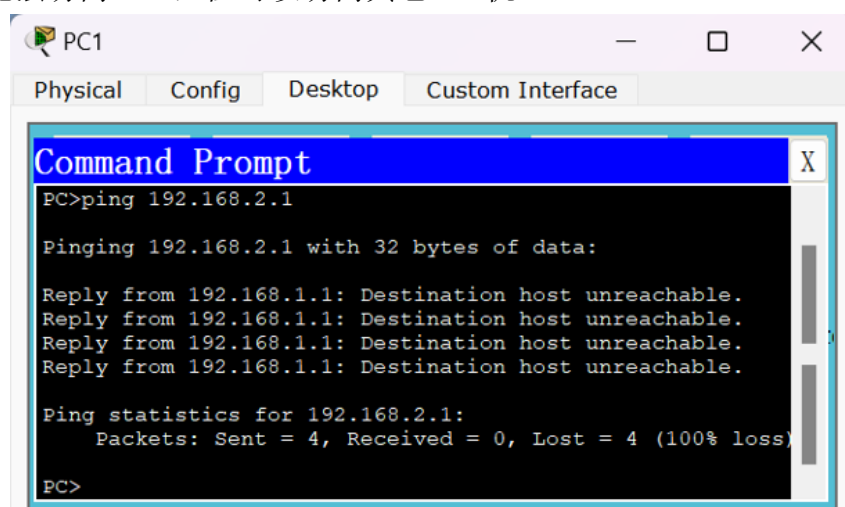 PC1
Physical Config Desktop Custom Interface
Command Prompt X
PC>ping 192.168.2.1
Pinging 192.168.2.1 with 32 bytes of data:
Reply from 192.168.1.1: Destination host unreachable.
Reply from 192.168.1.1: Destination host unreachable.
Reply from 192.168.1.1: Destination host unreachable.
Reply from 192.168.1.1: Destination host unreachable.
Ping statistics for 192.168.2.1:
Packets: Sent = 4, Received = 0, Lost = 4 (100% loss)
PC>